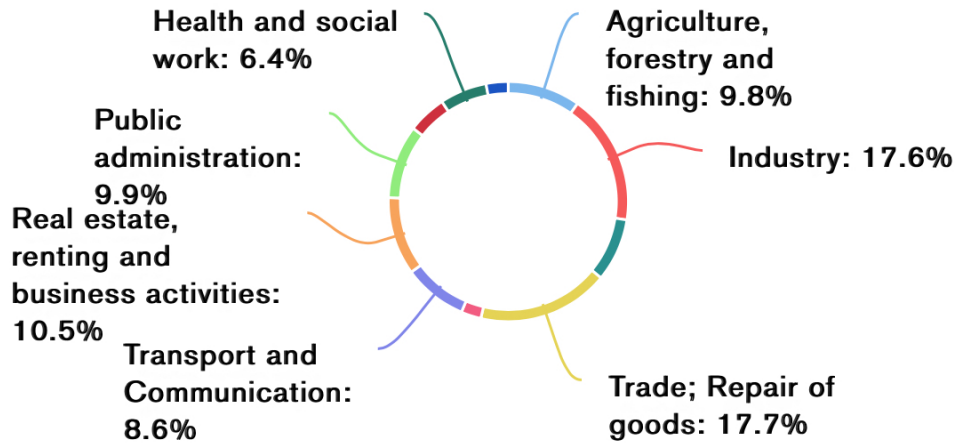 Health and social
work: 6.4%
Agriculture,
forestry and
fishing: 9.8%
Public
administration:
9.9%
Industry: 17.6%
Real estate,
renting and
business activities:
10.5%
Transport and
Communication:
8.6%
Trade; Repair of
goods: 17.7%